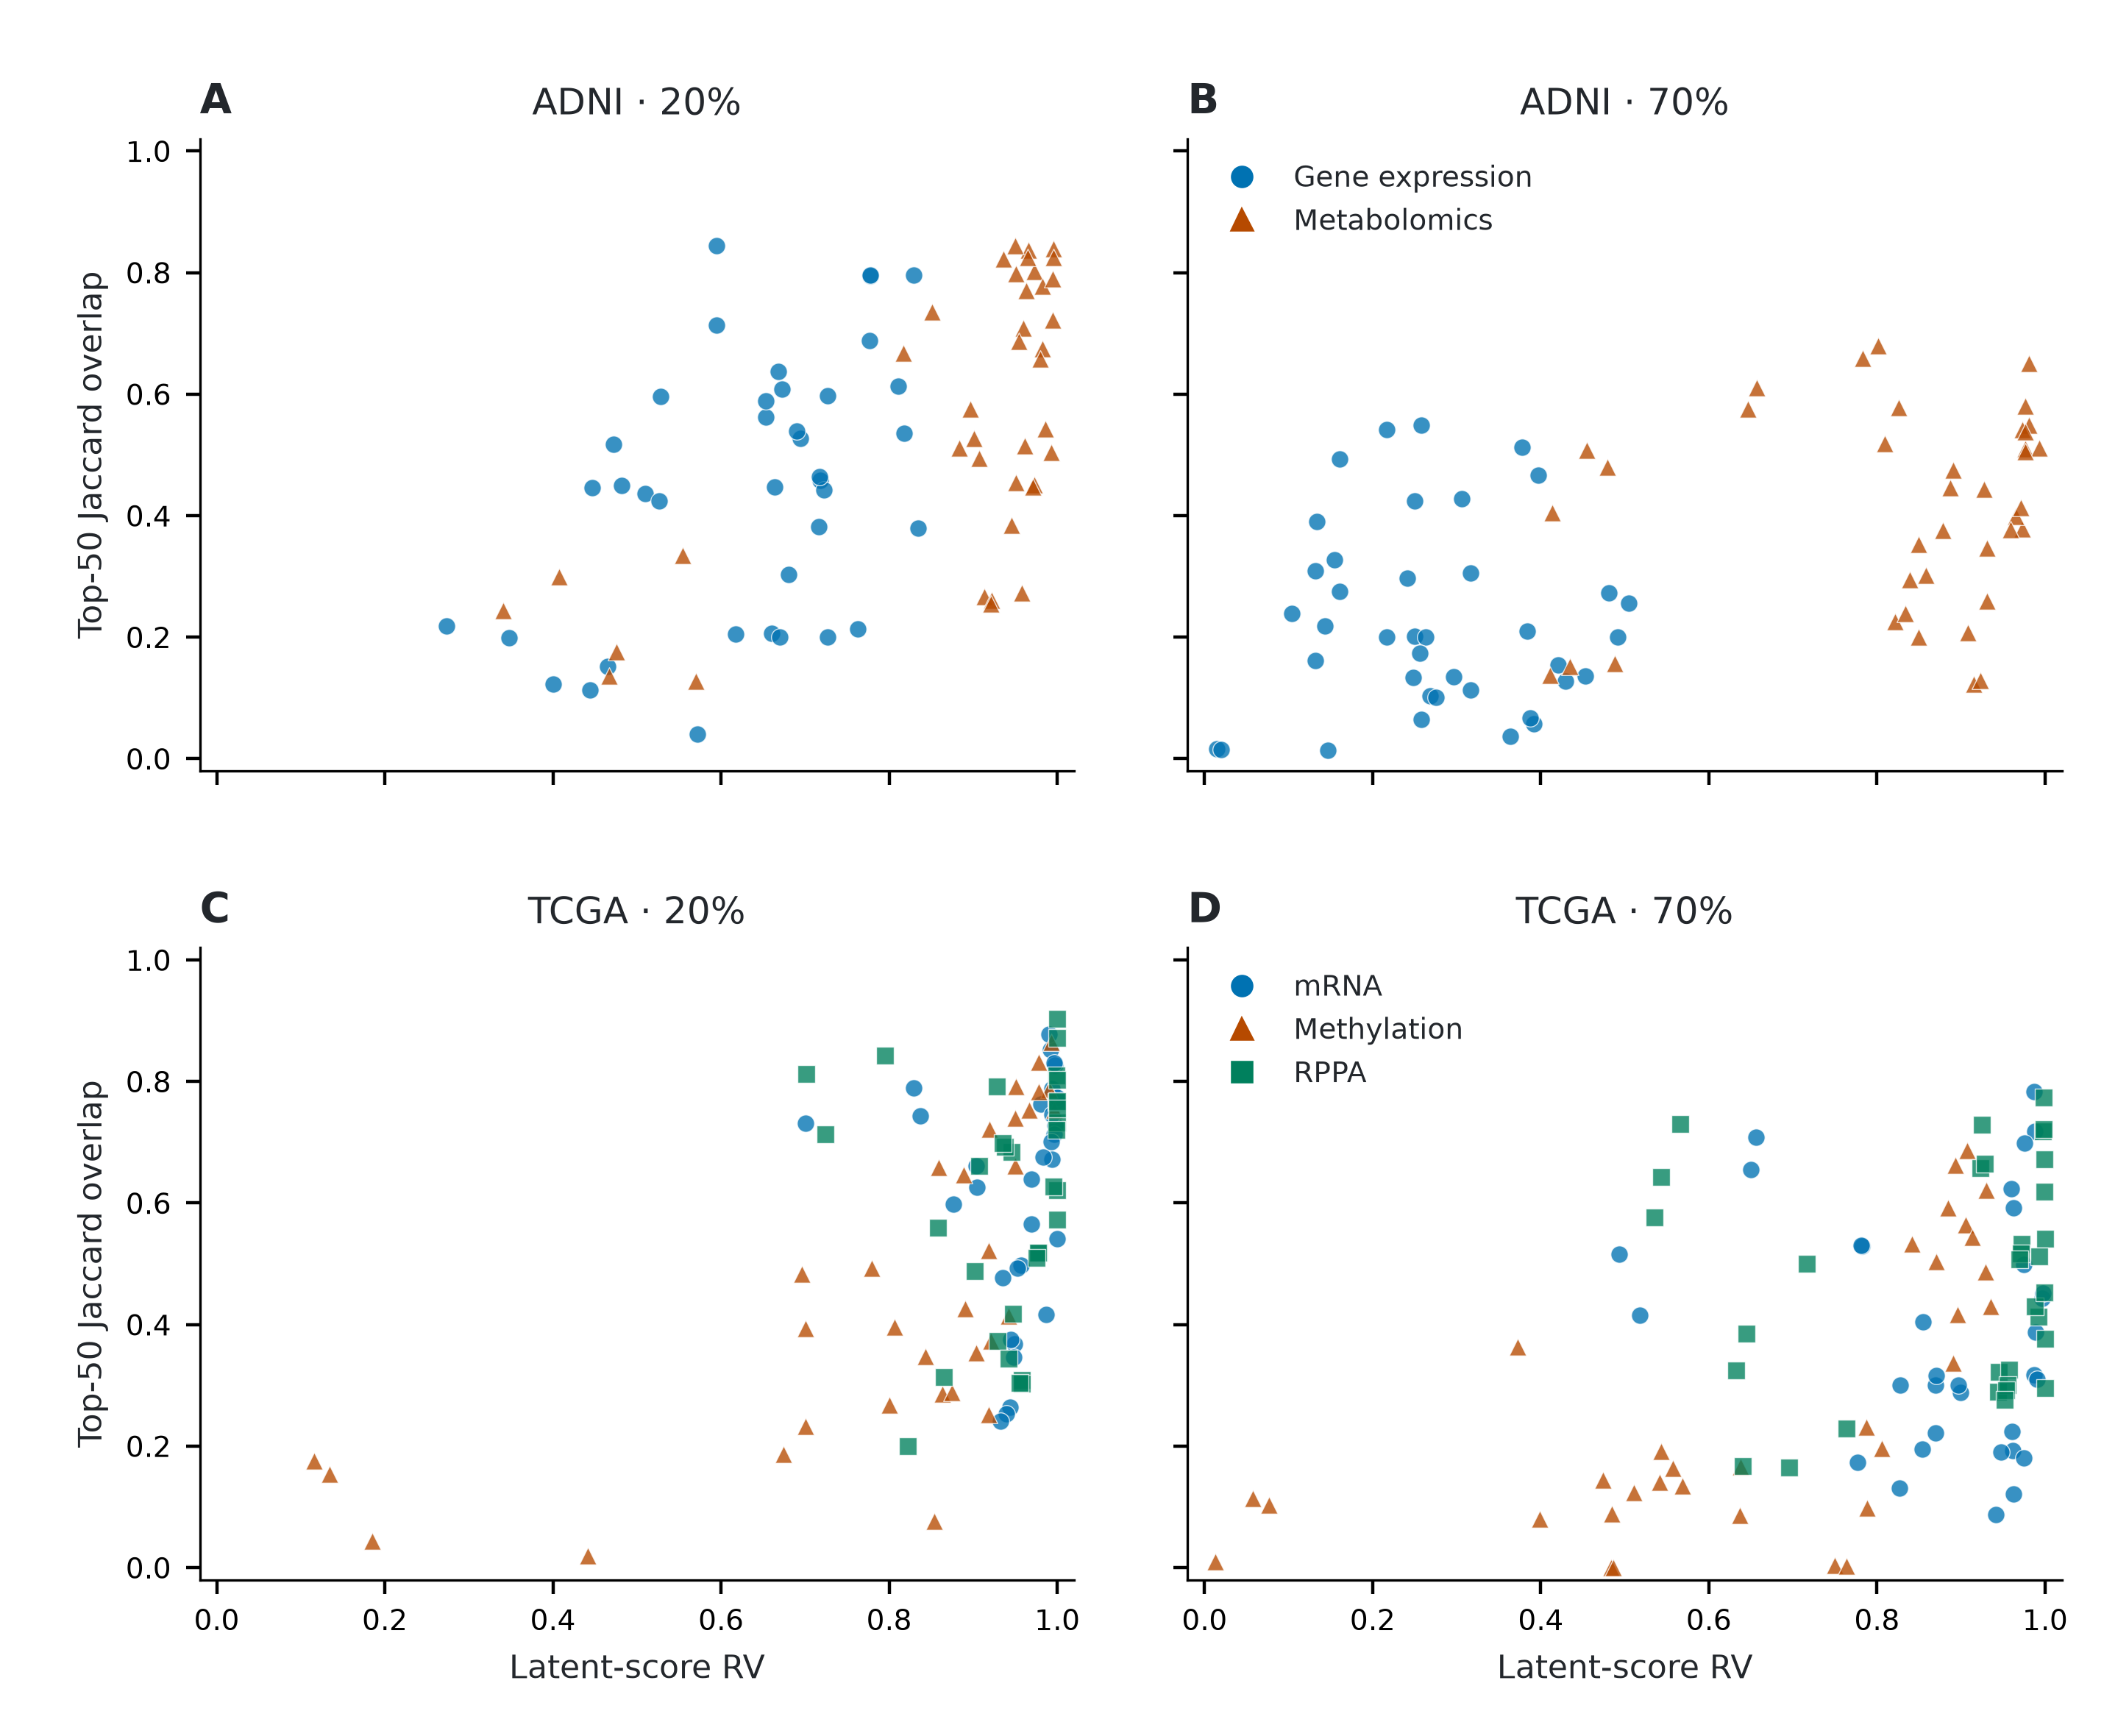 A
ADNI · 20%
B
ADNI · 70%
1.0
0.8
0.6
0.4
0.2
0.0
Top-50 Jaccard overlap
Gene expression
Metabolomics
C
TCGA · 20%
D
TCGA · 70%
1.0
0.8
0.6
0.4
0.2
0.0
Top-50 Jaccard overlap
mRNA
Methylation
RPPA
0.0 0.2 0.4 0.6 0.8 1.0
0.0 0.2 0.4 0.6 0.8 1.0
Latent-score RV
Latent-score RV